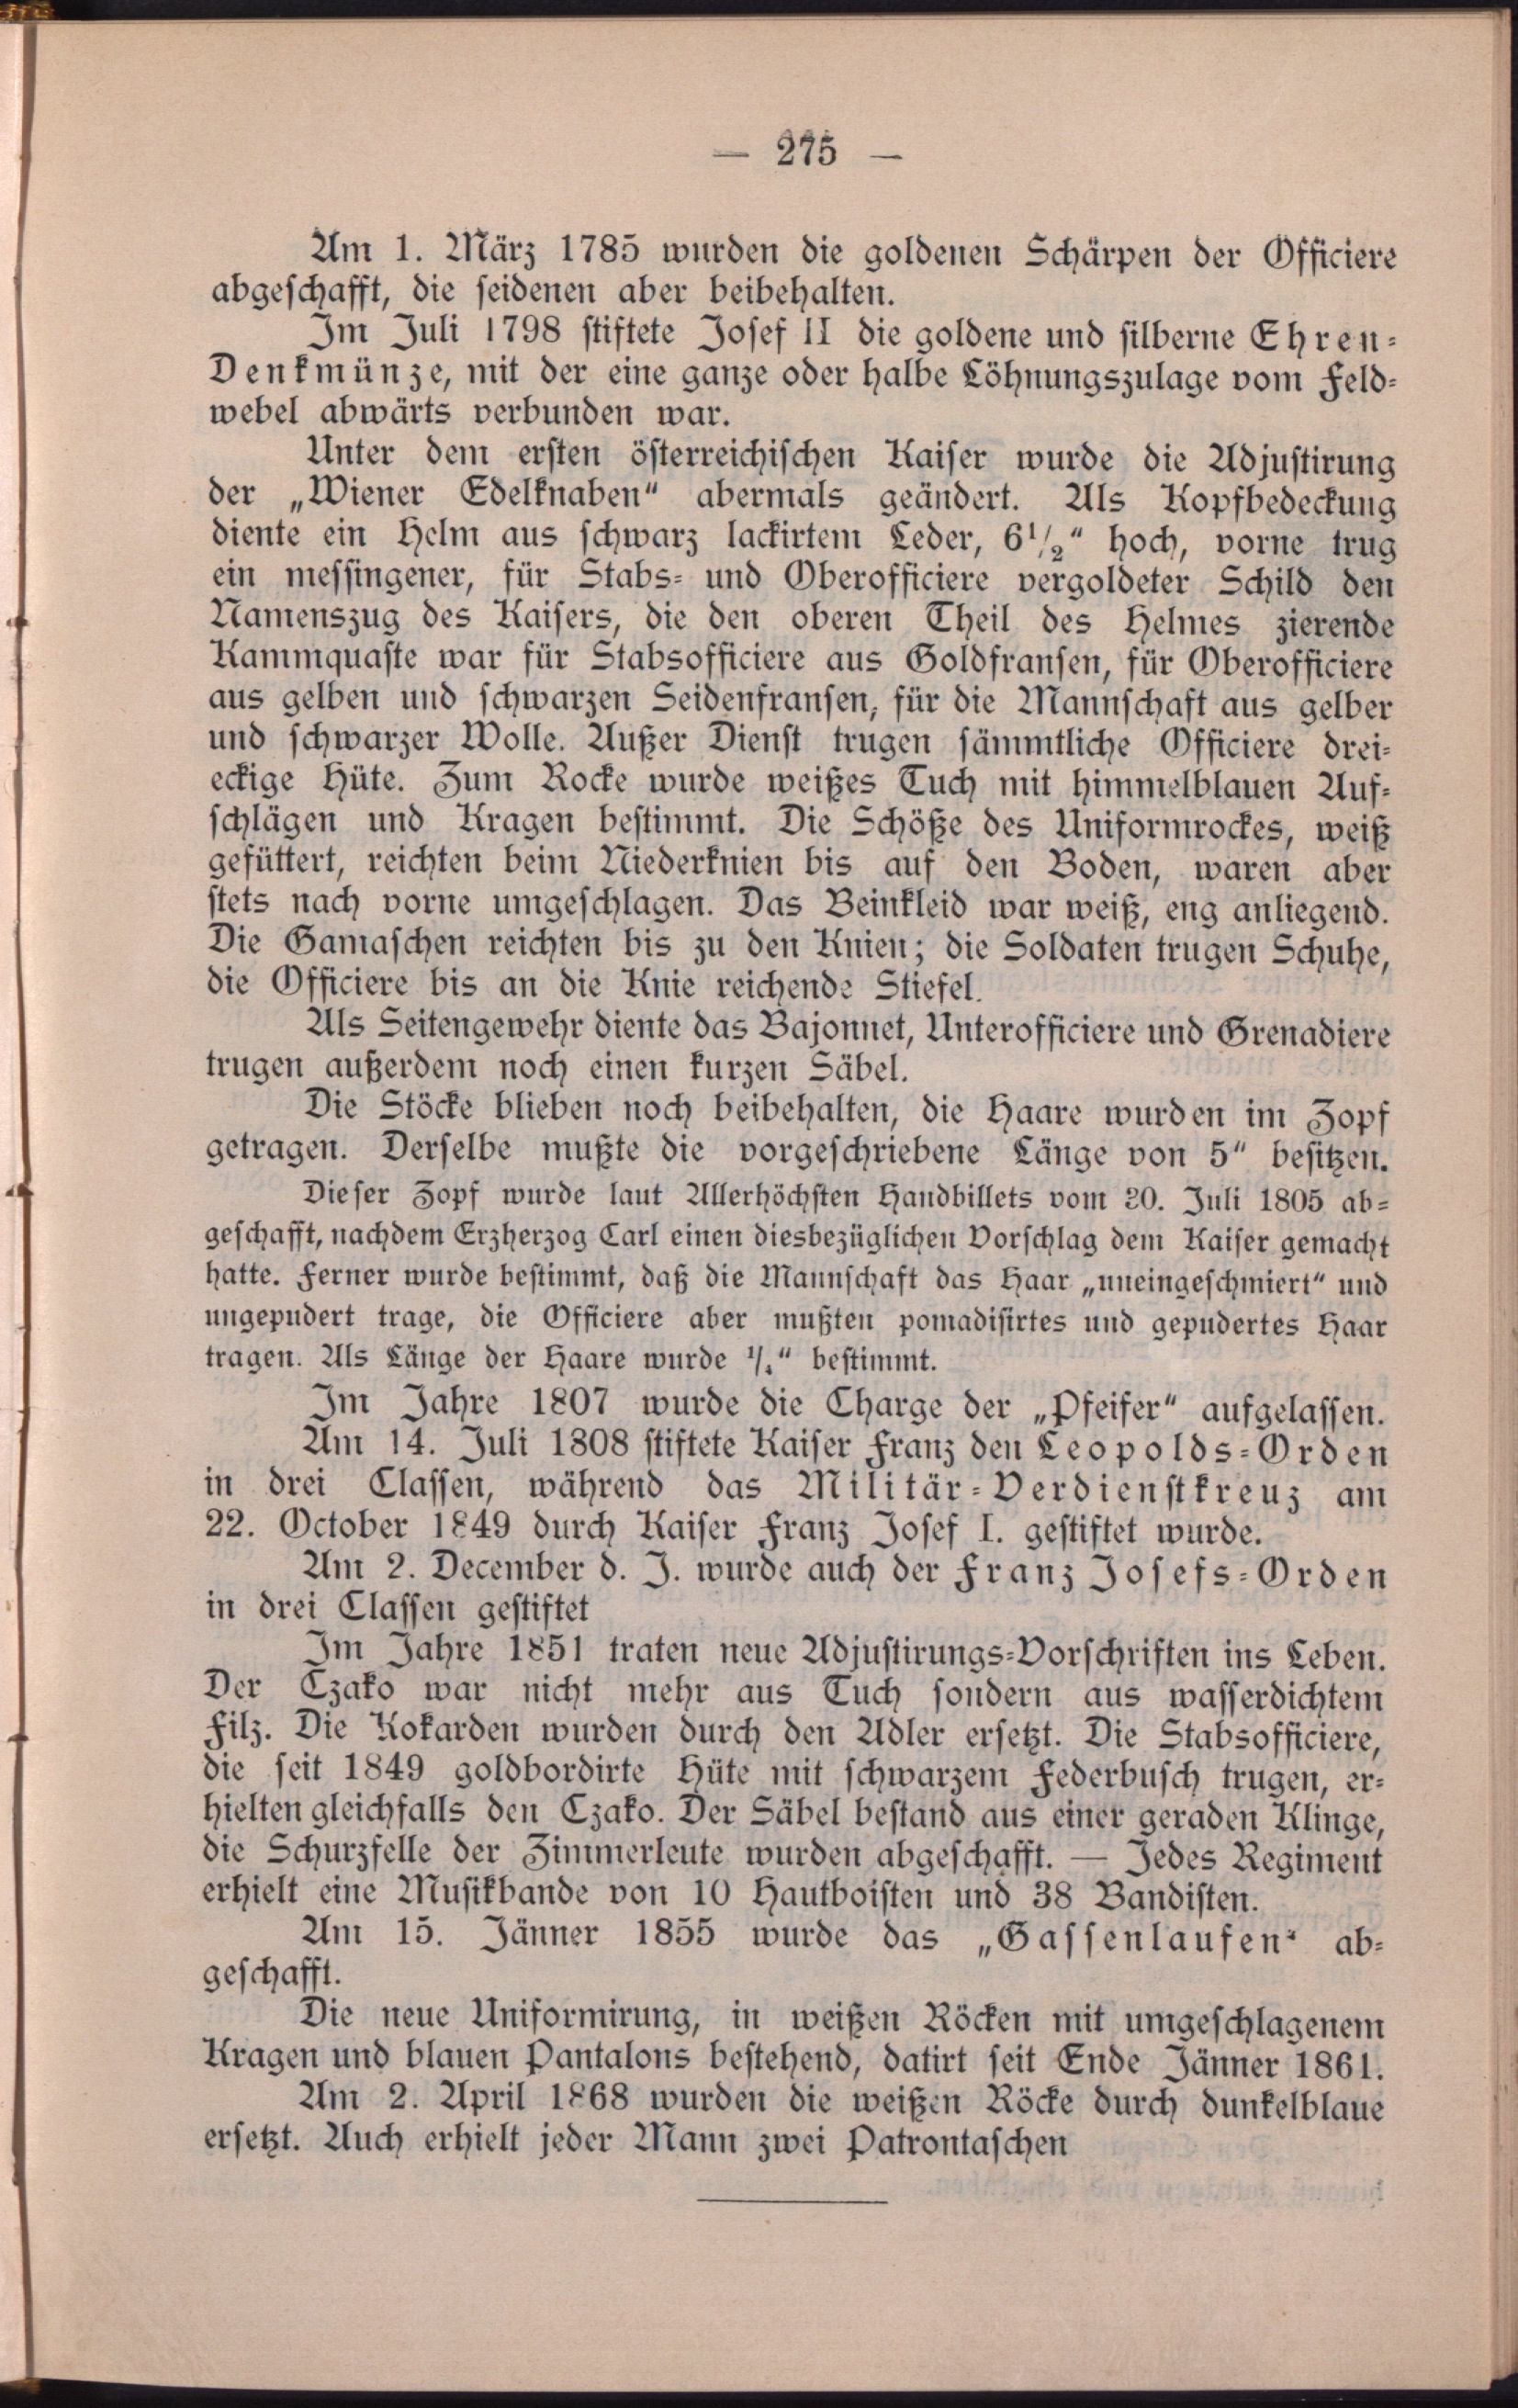 — 275 —
Am 1. März 1785 wurden die goldenen Schärpen der Officiere
abgeschafft, die seidenen aber beibehalten.
Im Juli 1798 stiftete Josef II die goldene und silberne Ehren-
Denkmünze, mit der eine ganze oder halbe Löhnungszulage vom Feld-
webel abwärts verbunden war.
Unter dem ersten österreichischen Kaiser wurde die Adjustirung
der „Wiener Edelknaben“ abermals geändert. Als Kopfbedeckung
diente ein Helm aus schwarz lackirtem Leder, 6 1/2“ hoch, vorne trug
ein messingener, für Stabs- und Oberofficiere vergoldeter Schild den
Namenszug des Kaisers, die den oberen Theil des Helmes zierende
Kammquaste war für Stabsofficiere aus Goldfransen, für Oberofficiere
aus gelben und schwarzen Seidenfransen, für die Mannschaft aus gelber
und schwarzer Wolle. Außer Dienst trugen sämmtliche Officiere drei-
eckige Hüte. Zum Rocke wurde weißes Tuch mit himmelblauen Auf-
schlägen und Kragen bestimmt. Die Schöße des Uniformrockes, weiß
gefüttert, reichten beim Niederknien bis auf den Boden, waren aber
stets nach vorne umgeschlagen. Das Beinkleid war weiß, eng anliegend.
Die Gamaschen reichten bis zu den Knien; die Soldaten trugen Schuhe,
die Officiere bis an die Knie reichende Stiefel.
Als Seitengewehr diente das Bajonnet, Unterofficiere und Grenadiere
trugen außerdem noch einen kurzen Säbel.
Die Stöcke blieben noch beibehalten, die Haare wurden im Zopf
getragen. Derselbe mußte die vorgeschriebene Länge von 5“ besitzen.
Dieser Zopf wurde laut Allerhöchsten Handbillets vom 20. Juli 1805 ab-
geschafft, nachdem Erzherzog Carl einen diesbezüglichen Vorschlag dem Kaiser gemacht
hatte. Ferner wurde bestimmt, daß die Mannschaft das Haar „uneingeschmiert“ und
ungepudert trage, die Officiere aber mußten pomadisirtes und gepudertes Haar
tragen. Als Länge der Haare wurde 1/4“ bestimmt.
Im Jahre 1807 wurde die Charge der „Pfeifer“ aufgelassen.
Am 14. Juli 1808 stiftete Kaiser Franz den Leopolds-Orden
in drei Classen, während das Militär-Verdienstkreuz am
22. October 1849 durch Kaiser Franz Josef I. gestiftet wurde.
Am 2. December d. J. wurde auch der Franz Josefs-Orden
in drei Classen gestiftet
Im Jahre 1851 traten neue Adjustirungs-Vorschriften ins Leben.
Der Czako war nicht mehr aus Tuch sondern aus wasserdichtem
Filz. Die Kokarden wurden durch den Adler ersetzt. Die Stabsofficiere,
die seit 1849 goldbordirte Hüte mit schwarzem Federbusch trugen, er-
hielten gleichfalls den Czako. Der Säbel bestand aus einer geraden Klinge,
die Schurzfelle der Zimmerleute wurden abgeschafft. — Jedes Regiment
erhielt eine Musikbande von 10 Hautboisten und 38 Bandisten.
Am 15. Jänner 1855 wurde das „Gassenlaufen“ ab-
geschafft.
Die neue Uniformirung, in weißen Röcken mit umgeschlagenem
Kragen und blauen Pantalons bestehend, datirt seit Ende Jänner 1861.
Am 2. April 1868 wurden die weißen Röcke durch dunkelblaue
ersetzt. Auch erhielt jeder Mann zwei Patrontaschen